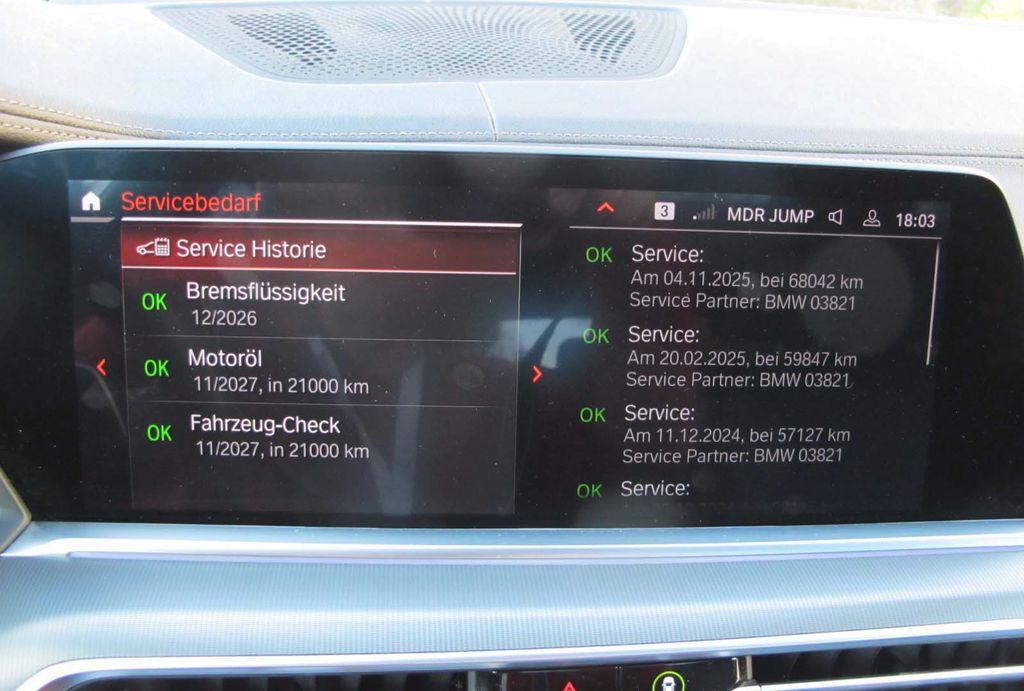 Servicebedarf
3 MDR JUMP 18:03
Service Historie
OK Bremsflüssigkeit
12/2026
OK Motoröl
11/2027, in 21000 km
OK Fahrzeug-Check
11/2027, in 21000 km
OK Service:
Am 04.11.2025, bei 68042 km
Service Partner: BMW 03821
OK Service:
Am 20.02.2025, bei 59847 km
Service Partner: BMW 03821
OK Service:
Am 11.12.2024, bei 57127 km
Service Partner: BMW 03821
OK Service: